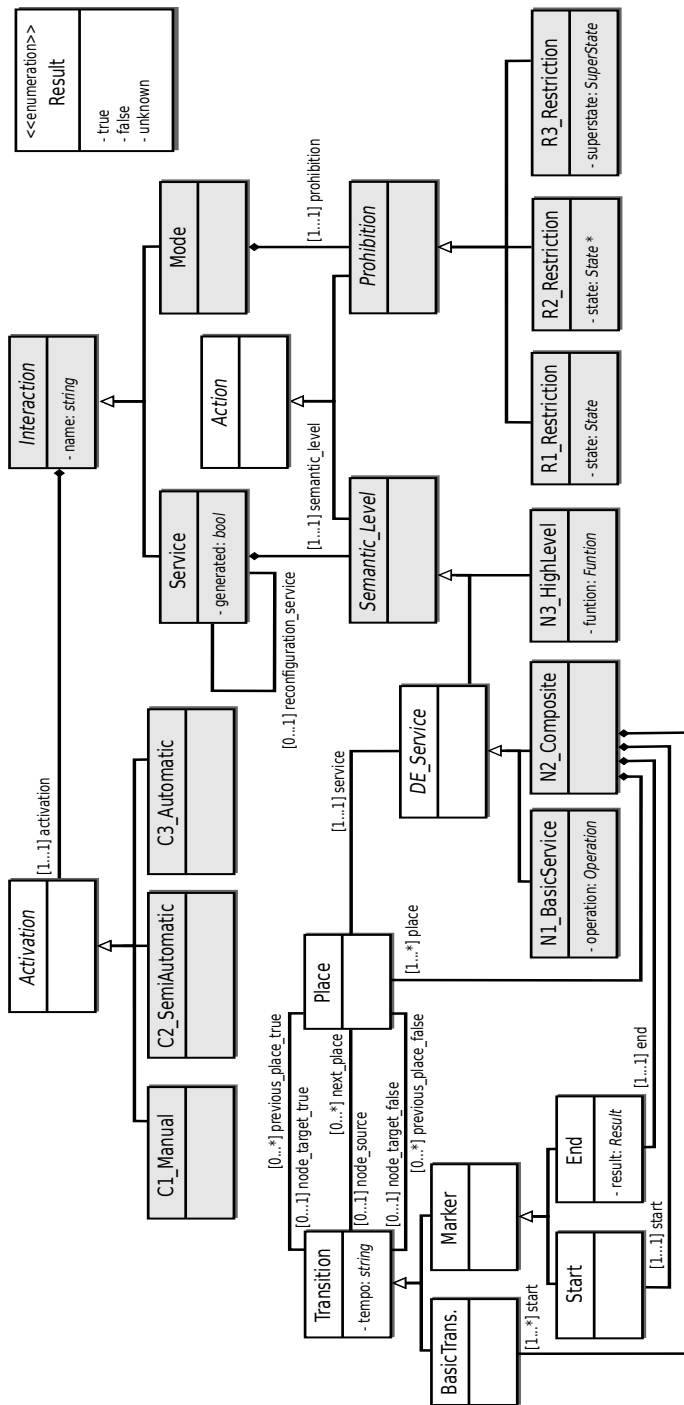 <<enumeration>>
Result
- true
- false
- unknown
Interaction
- name: string
[1...1] activation
Activation
C1_Manual
C2_SemiAutomatic
C3_Automatic
Service
- generated: bool
[0...1] reconfiguration_service
Mode
[1...1] semantic_level
[1...1] prohibition
Action
Semantic_Level
Prohibition
[0...*] previous_place_true
[0...1] node_target_true
[0...*] next_place
[0...1] node_source
[0...1] node_target_false
[0...*] previous_place_false
Transition
- tempo: string
Place
[1...1] service
[1...*] place
DE_Service
BasicTrans.
Marker
[1...*] start
Start
End
- result: Result
[1...1] start
[1...1] end
N1_BasicService
- operation: Operation
N2_Composite
N3_HighLevel
- funtion: Funtion
R1_Restriction
- state: State
R2_Restriction
- state: State *
R3_Restriction
- superstate: SuperState